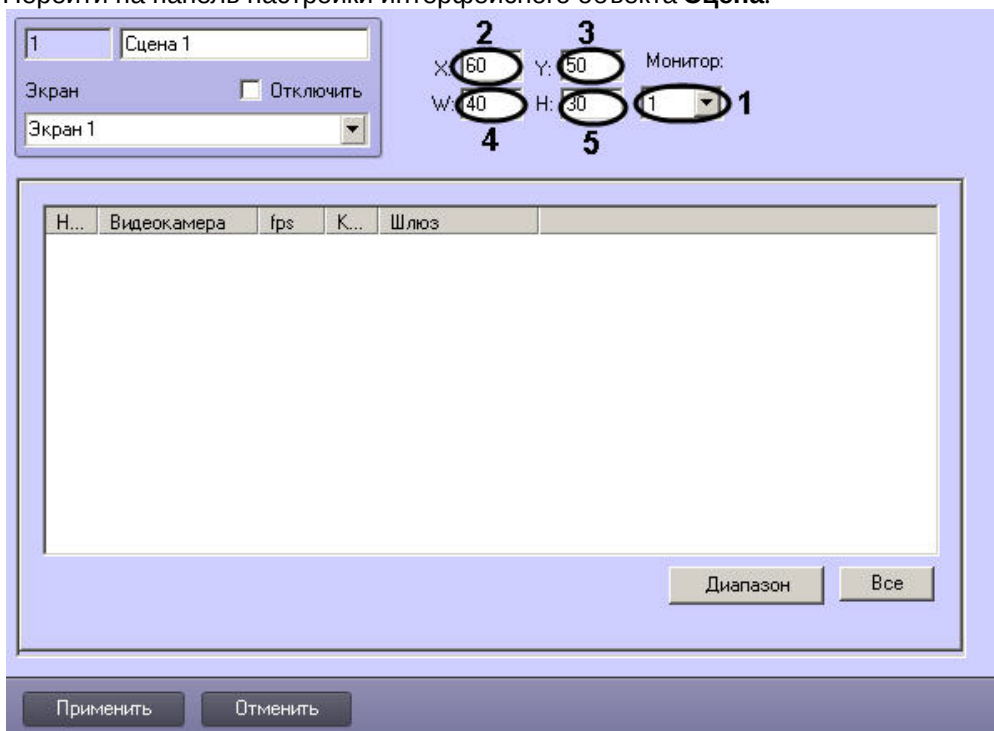 Перейти на панель настройки интерфейсного объекта Сцена.
1 Сцена 1
2 3
X: 60 Y: 50 Монитор:
Экран Отключить
W: 40 H: 30 1 1
Экран 1
4 5
Н... Видеокамера fps К... Шлюз
Диапазон Все
Применить Отменить